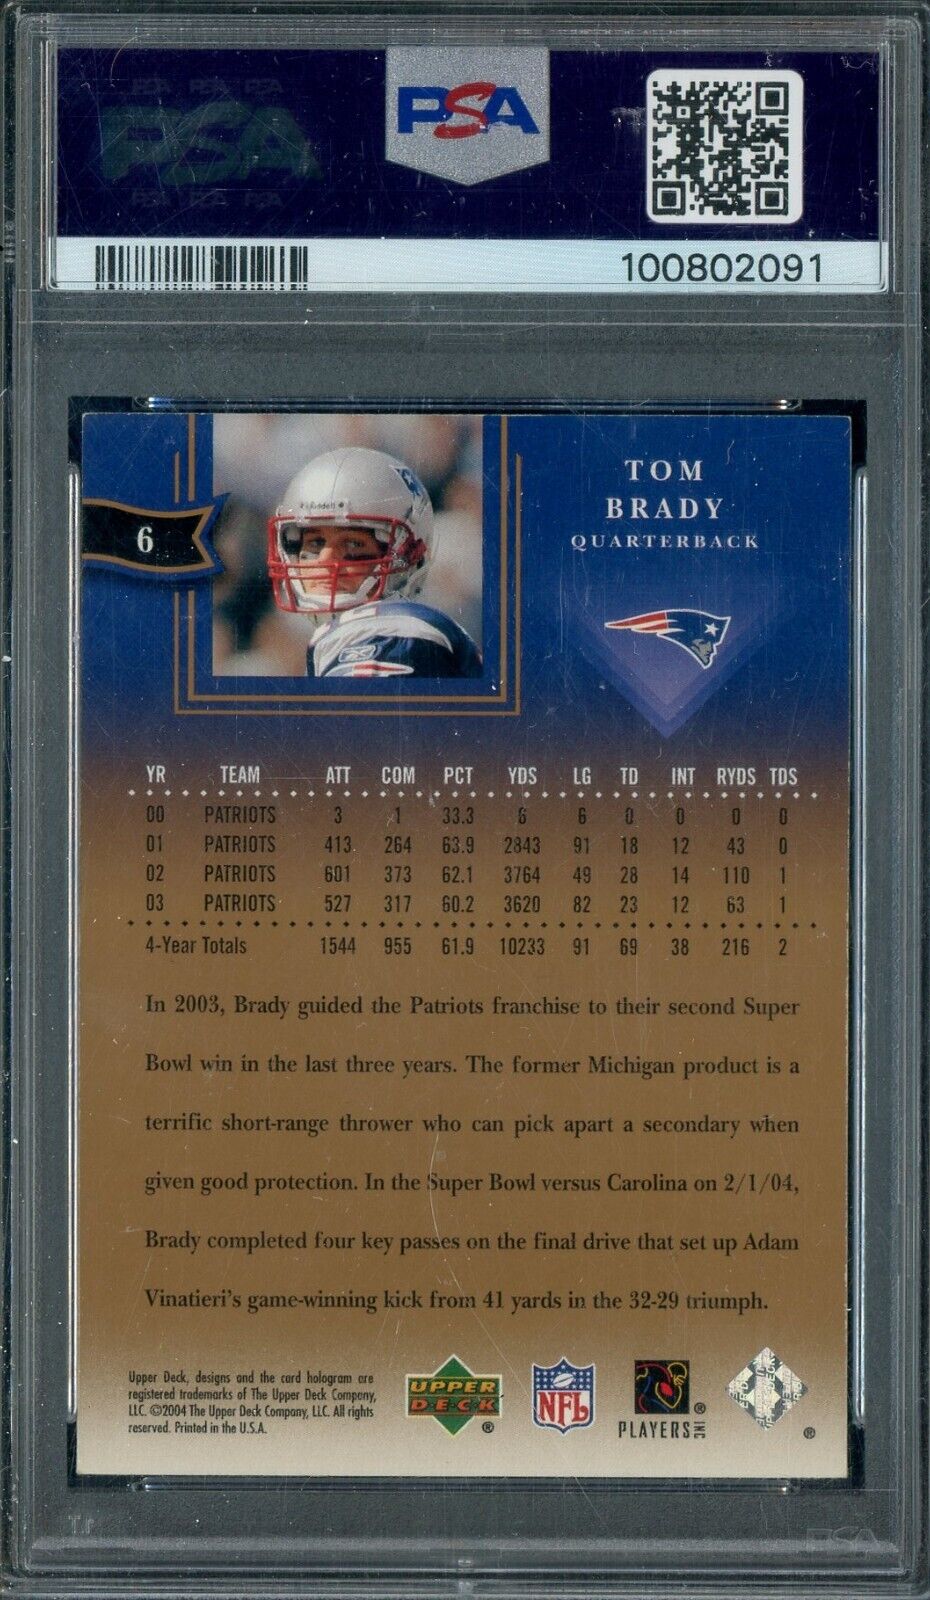 PSA PSA PSA
PSA
PSA PSA PSA
PSA
100802091
6
Riddell
TOM
BRADY
QUARTERBACK
YR TEAM ATT COM PCT YDS LG TD INT RYDS TDS
00 PATRIOTS 3 1 33.3 6 6 0 0 0 0
01 PATRIOTS 413 264 63.9 2843 91 18 12 43 0
02 PATRIOTS 601 373 62.1 3764 49 28 14 110 1
03 PATRIOTS 527 317 60.2 3620 82 23 12 63 1
4-Year Totals 1544 955 61.9 10233 91 69 38 216 2
In 2003, Brady guided the Patriots franchise to their second Super
Bowl win in the last three years. The former Michigan product is a
terrific short-range thrower who can pick apart a secondary when
given good protection. In the Super Bowl versus Carolina on 2/1/04,
Brady completed four key passes on the final drive that set up Adam
Vinatieri's game-winning kick from 41 yards in the 32-29 triumph.
Upper Deck, designs and the card hologram are
registered trademarks of The Upper Deck Company,
LLC. ©2004 The Upper Deck Company, LLC. All rights
reserved. Printed in the U.S.A.
UPPER
DECK
®
NFL
PLAYERS INC
®
®
PSA